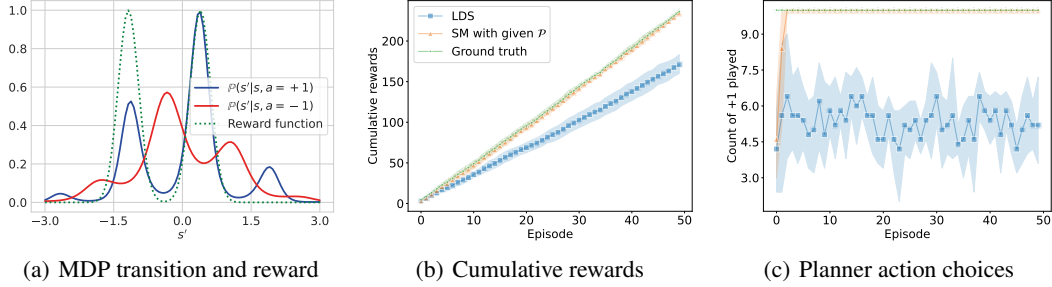 1.0
0.8
0.6
0.4
0.2
0.0
ℙ(s′|s, a = +1)
ℙ(s′|s, a = −1)
Reward function
−3.0 −1.5 0.0 1.5 3.0
s′
(a) MDP transition and reward
Cumulative rewards
200
150
100
50
0
LDS
SM with given 𝒫
Ground truth
0 10 20 30 40 50
Episode
(b) Cumulative rewards
Count of +1 played
9.0
7.5
6.0
4.5
3.0
0 10 20 30 40 50
Episode
(c) Planner action choices